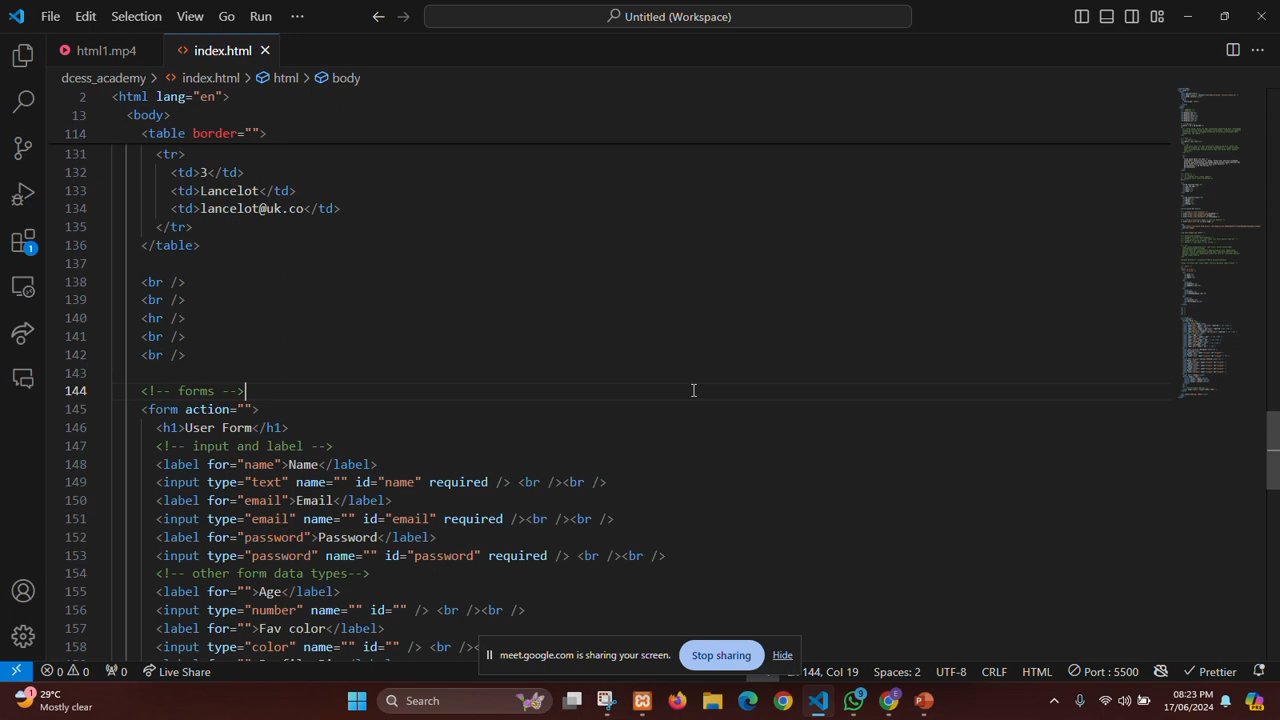 File Edit Selection View Go Run ··· Untitled (Workspace)
html1.mp4 index.html
dcess_academy > index.html > html > body
2 <html lang="en">
13 <body>
114 <table border="">
131 <tr>
132 <td>3</td>
133 <td>Lancelot</td>
134 <td>lancelot@uk.co</td>
135 </tr>
136 </table>
137
138 <br />
139 <br />
140 <hr />
141 <br />
142 <br />
143
144 <!-- forms -->
145 <form action="">
146 <h1>User Form</h1>
147 <!-- input and label -->
148 <label for="name">Name</label>
149 <input type="text" name="" id="name" required /> <br /><br />
150 <label for="email">Email</label>
151 <input type="email" name="" id="email" required /><br /><br />
152 <label for="password">Password</label>
153 <input type="password" name="" id="password" required /> <br /><br />
154 <!-- other form data types-->
155 <label for="">Age</label>
156 <input type="number" name="" id="" /> <br /><br />
157 <label for="">Fav color</label>
158 <input type="color" name="" id="" /> <br /><b
1
meet.google.com is sharing your screen. Stop sharing Hide
0 0 0 Live Share Ln 144, Col 19 Spaces: 2 UTF-8 CRLF HTML Port : 5500 Prettier
1 29°C
Mostly clear
Search
9
08:23 PM
17/06/2024